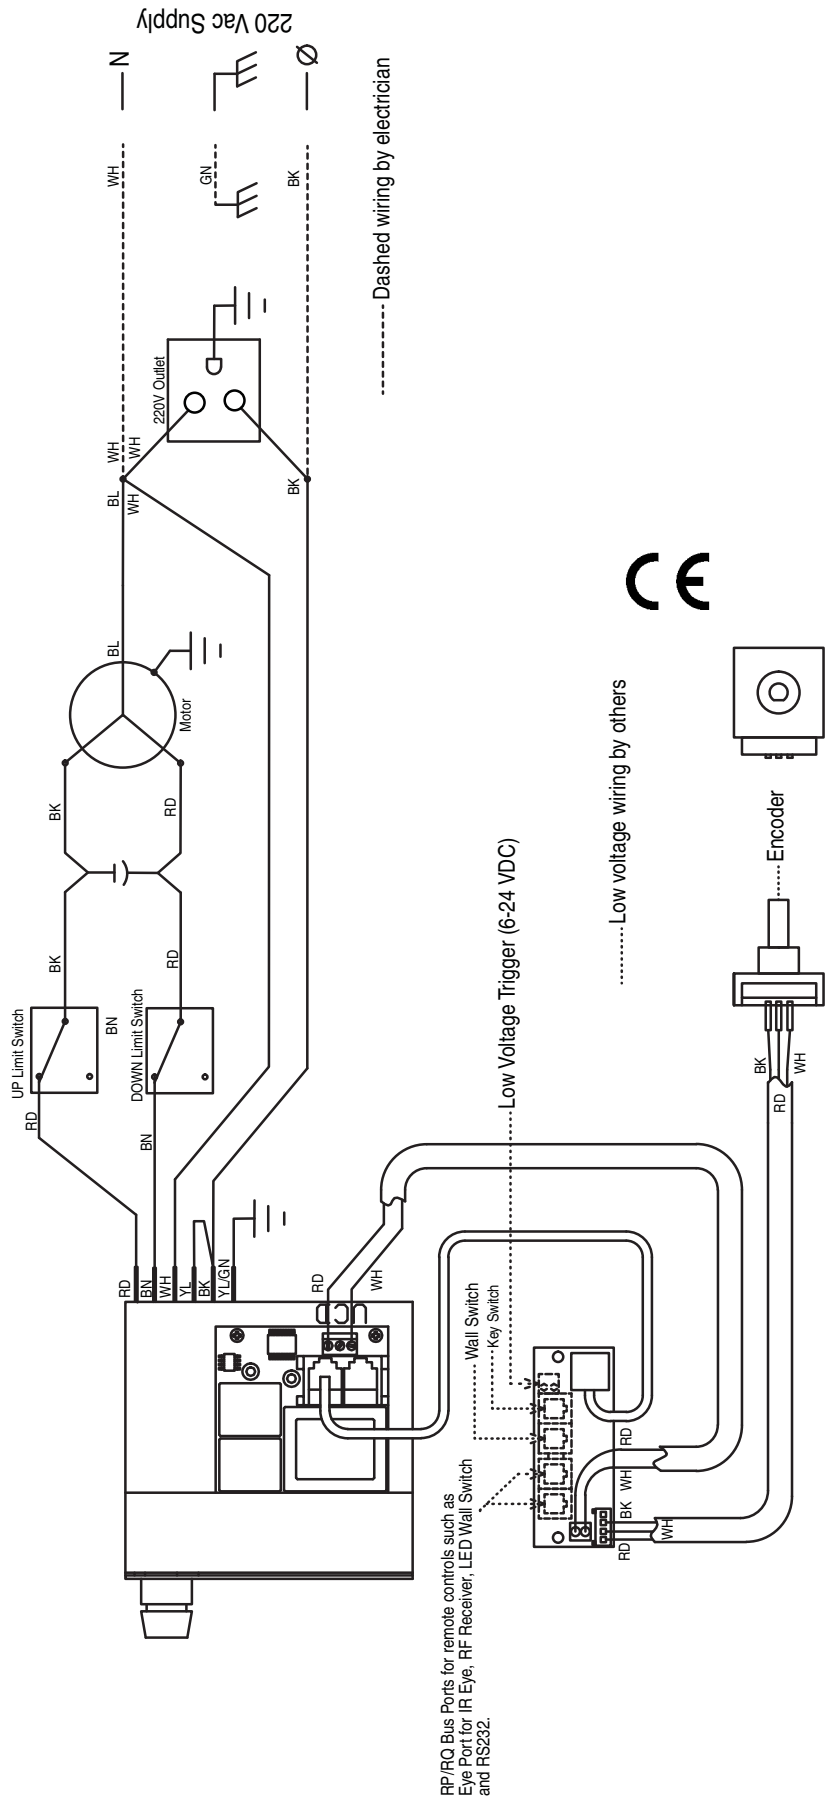 220 Vac Supply
N
Ø
WH
GN
BK
Dashed wiring by electrician
220V Outlet
WH
WH
BL
WH
BK
BL
Motor
BK
RD
BK
RD
UP Limit Switch
BN
DOWN Limit Switch
RD
BN
RD
BN
WH
YL
BK
YL/GN
RD
WH
CE
Low voltage wiring by others
Low Voltage Trigger (6-24 VDC)
Wall Switch
Key Switch
Encoder
BK
RD
WH
RD
WH
BK
WH
RD
RP/RQ Bus Ports for remote controls such as
Eye Port for IR Eye, RF Receiver, LED Wall Switch
and RS232.